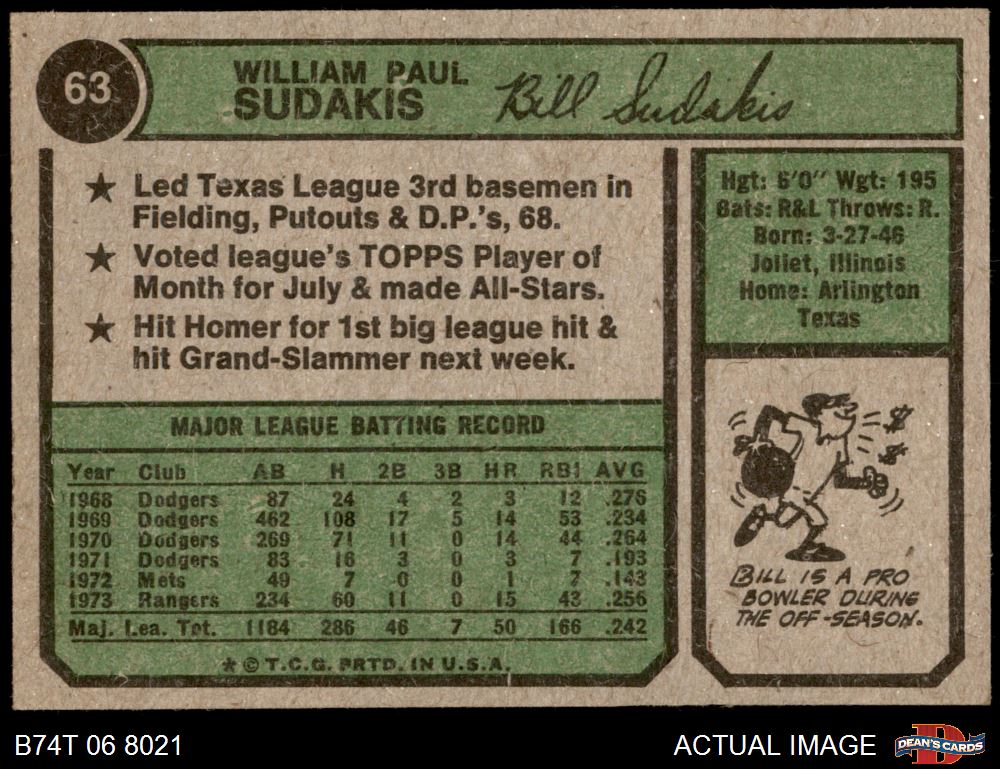 63
WILLIAM PAUL
SUDAKIS
Bill Sudakis
★ Led Texas League 3rd basemen in
Fielding, Putouts & D.P.'s, 68.
★ Voted league's TOPPS Player of
Month for July & made All-Stars.
★ Hit Homer for 1st big league hit &
hit Grand-Slammer next week.
Hgt: 6'0" Wgt: 195
Bats: R&L Throws: R.
Born: 3-27-46
Joliet, Illinois
Home: Arlington
Texas
MAJOR LEAGUE BATTING RECORD
Year Club AB H 2B 3B HR RBI AVG
1968 Dodgers 87 24 4 2 3 12 .276
1969 Dodgers 462 108 17 5 14 53 .234
1970 Dodgers 269 71 11 0 14 44 .264
1971 Dodgers 83 16 3 0 3 7 .193
1972 Mets 49 7 0 0 1 7 .143
1973 Rangers 234 60 11 0 15 43 .256
Maj. Lea. Tot. 1184 286 46 7 50 166 .242
★ © T.C.G. PRTD. IN U.S.A.
$
$
$
BILL IS A PRO
BOWLER DURING
THE OFF-SEASON.
B74T 06 8021
ACTUAL IMAGE
D
DEAN'S CARDS